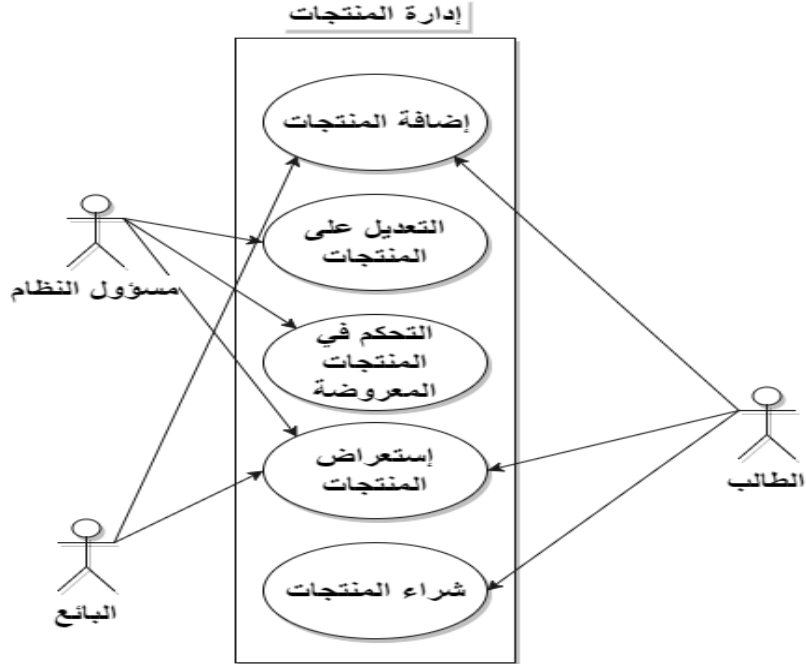 إدارة المنتجات
إضافة المنتجات
التعديل على
المنتجات
مسؤول النظام
التحكم في
المنتجات
المعروضة
إستعراض
المنتجات
الطالب
شراء المنتجات
البائع